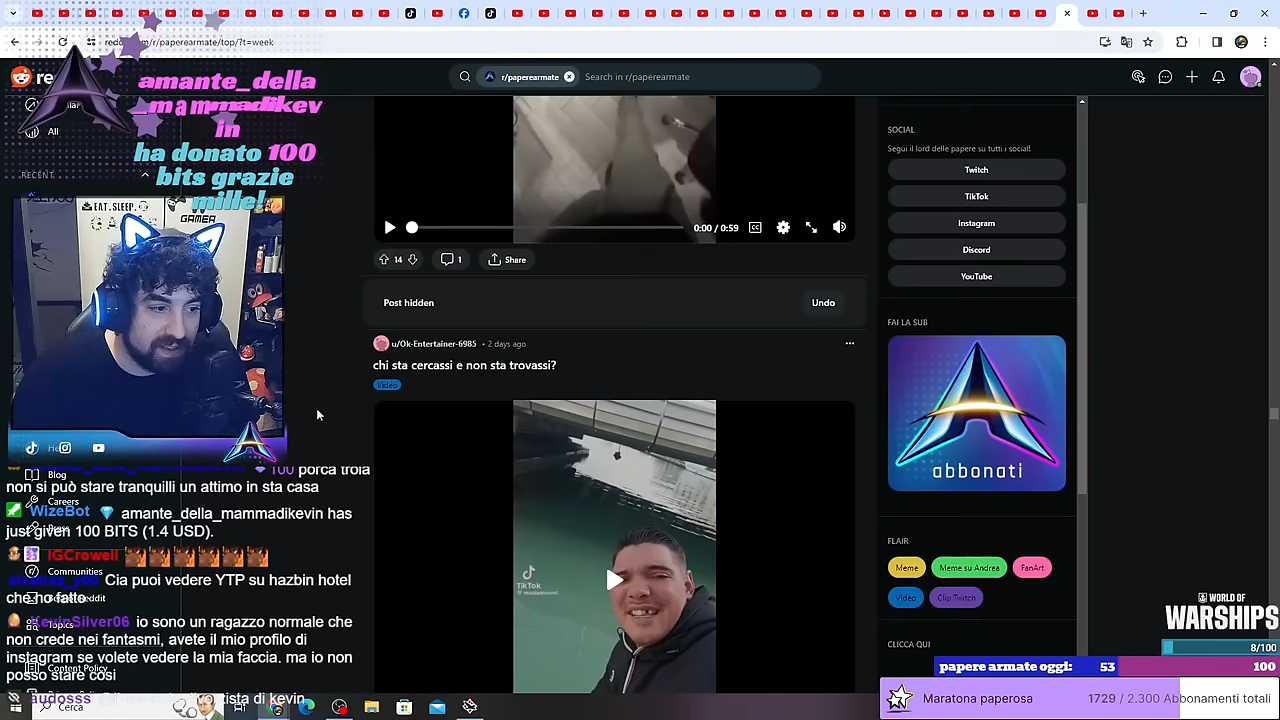 r/paperearmate
Search in r/paperearmate
amante_della
in
ha donato 100
bits grazie
mille!
All
RECENT
EAT.SLEEP.
GAMER
0:00 / 0:59
14
1
Share
Post hidden
Undo
u/Ok-Entertainer-6985 • 2 days ago
chi sta cercassi e non sta trovassi?
Video
TikTok
SOCIAL
Segui il lord delle papere su tutti i social!
Twitch
TikTok
Instagram
Discord
YouTube
FAI LA SUB
abbonati
FLAIR
Meme
Meme su Andrea
FanArt
Video
Clip Twitch
CLICCA QUI
WORLD OF
WARSHIPS
8/100
papere armate oggi: 53 100
Maratona paperosa 1729 / 2.200 Abbonamenti totali
100 porca troia
non si può stare tranquilli un attimo in sta casa
Blog
Careers
WizeBot amante_della_mammadikevin has
just given 100 BITS (1.4 USD).
IGCrowell
Communities
Cia puoi vedere YTP su hazbin hotel
che ho fatto
KevinSilver06 io sono un ragazzo normale che
non crede nei fantasmi, avete il mio profilo di
instagram se volete vedere la mia faccia. ma io non
posso stare cosi
Topics
Content Policy
Cerca